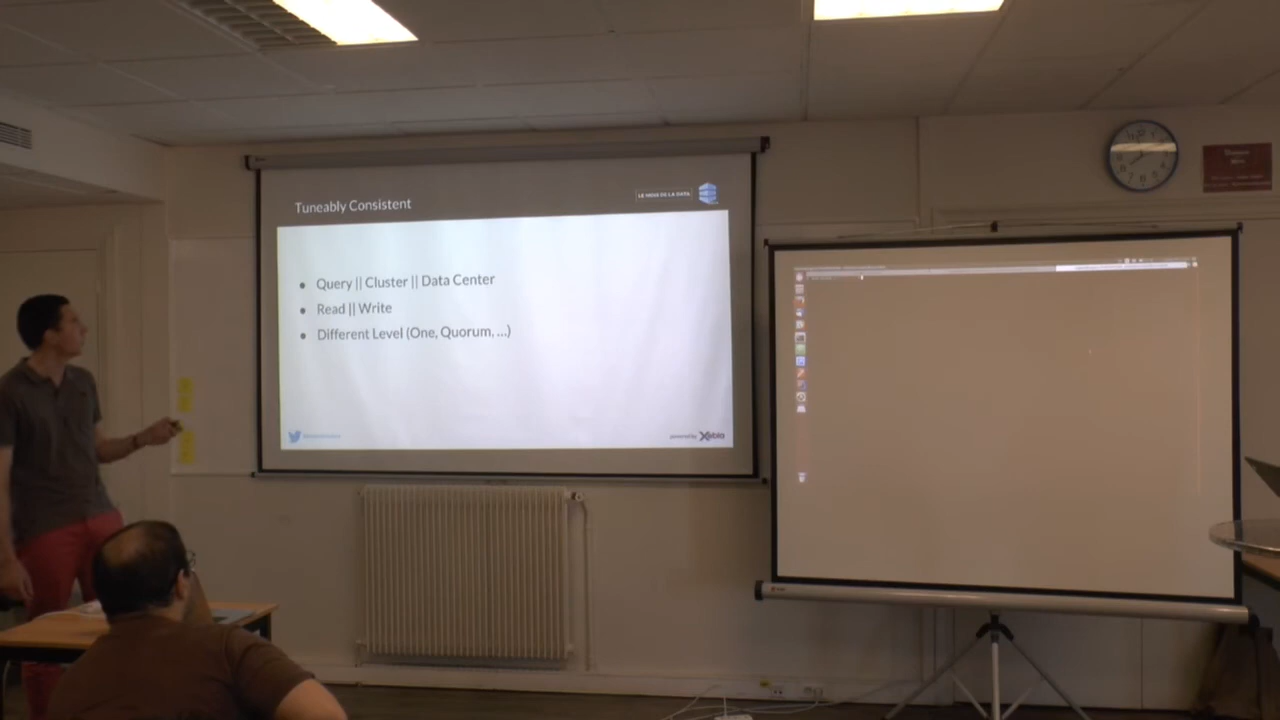 Tuneably Consistent
LE MOIS DE LA DATA
Query || Cluster || Data Center
Read || Write
Different Level (One, Quorum, ...)
powered by Xebia